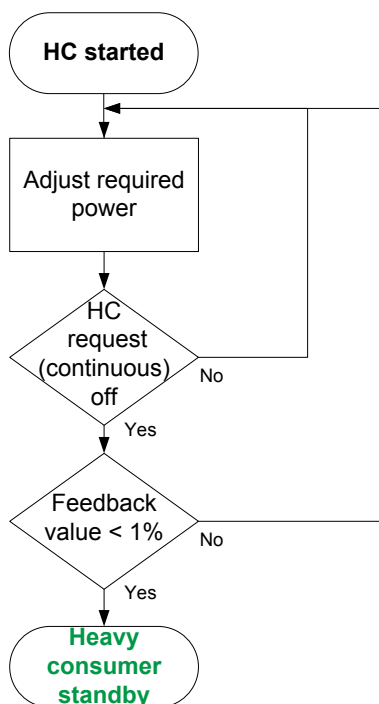 HC started
Adjust required
power
HC
request
(continuous)
off
No
Yes
Feedback
value < 1%
No
Yes
Heavy
consumer
standby